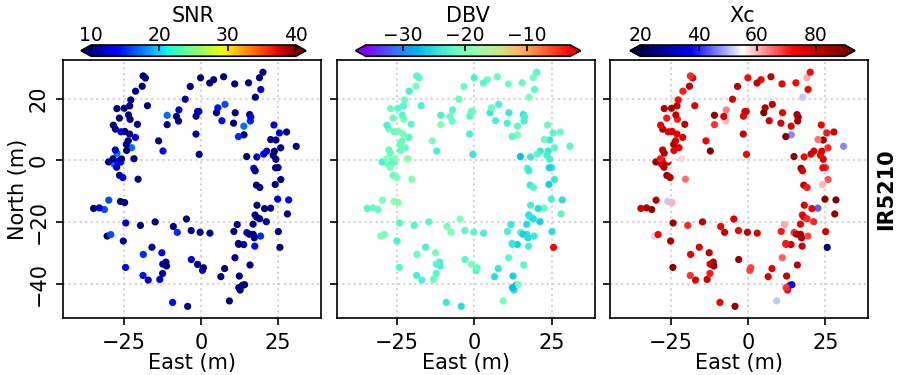 SNR DBV Xc
10 20 30 40 −30 −20 −10 20 40 60 80
20
0
−20
−40
North (m)
−25 0 25 −25 0 25 −25 0 25
East (m) East (m) East (m)
IR5210